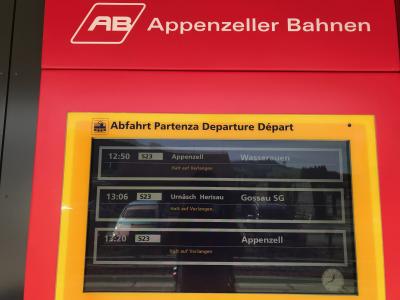 AB Appenzeller Bahnen
Abfahrt Partenza Departure Départ
12:50 S23 Appenzell Wasserauen
Halt auf Verlangen
13:06 S23 Urnäsch Herisau Gossau SG
Halt auf Verlangen
13:20 S23 Appenzell
Halt auf Verlangen